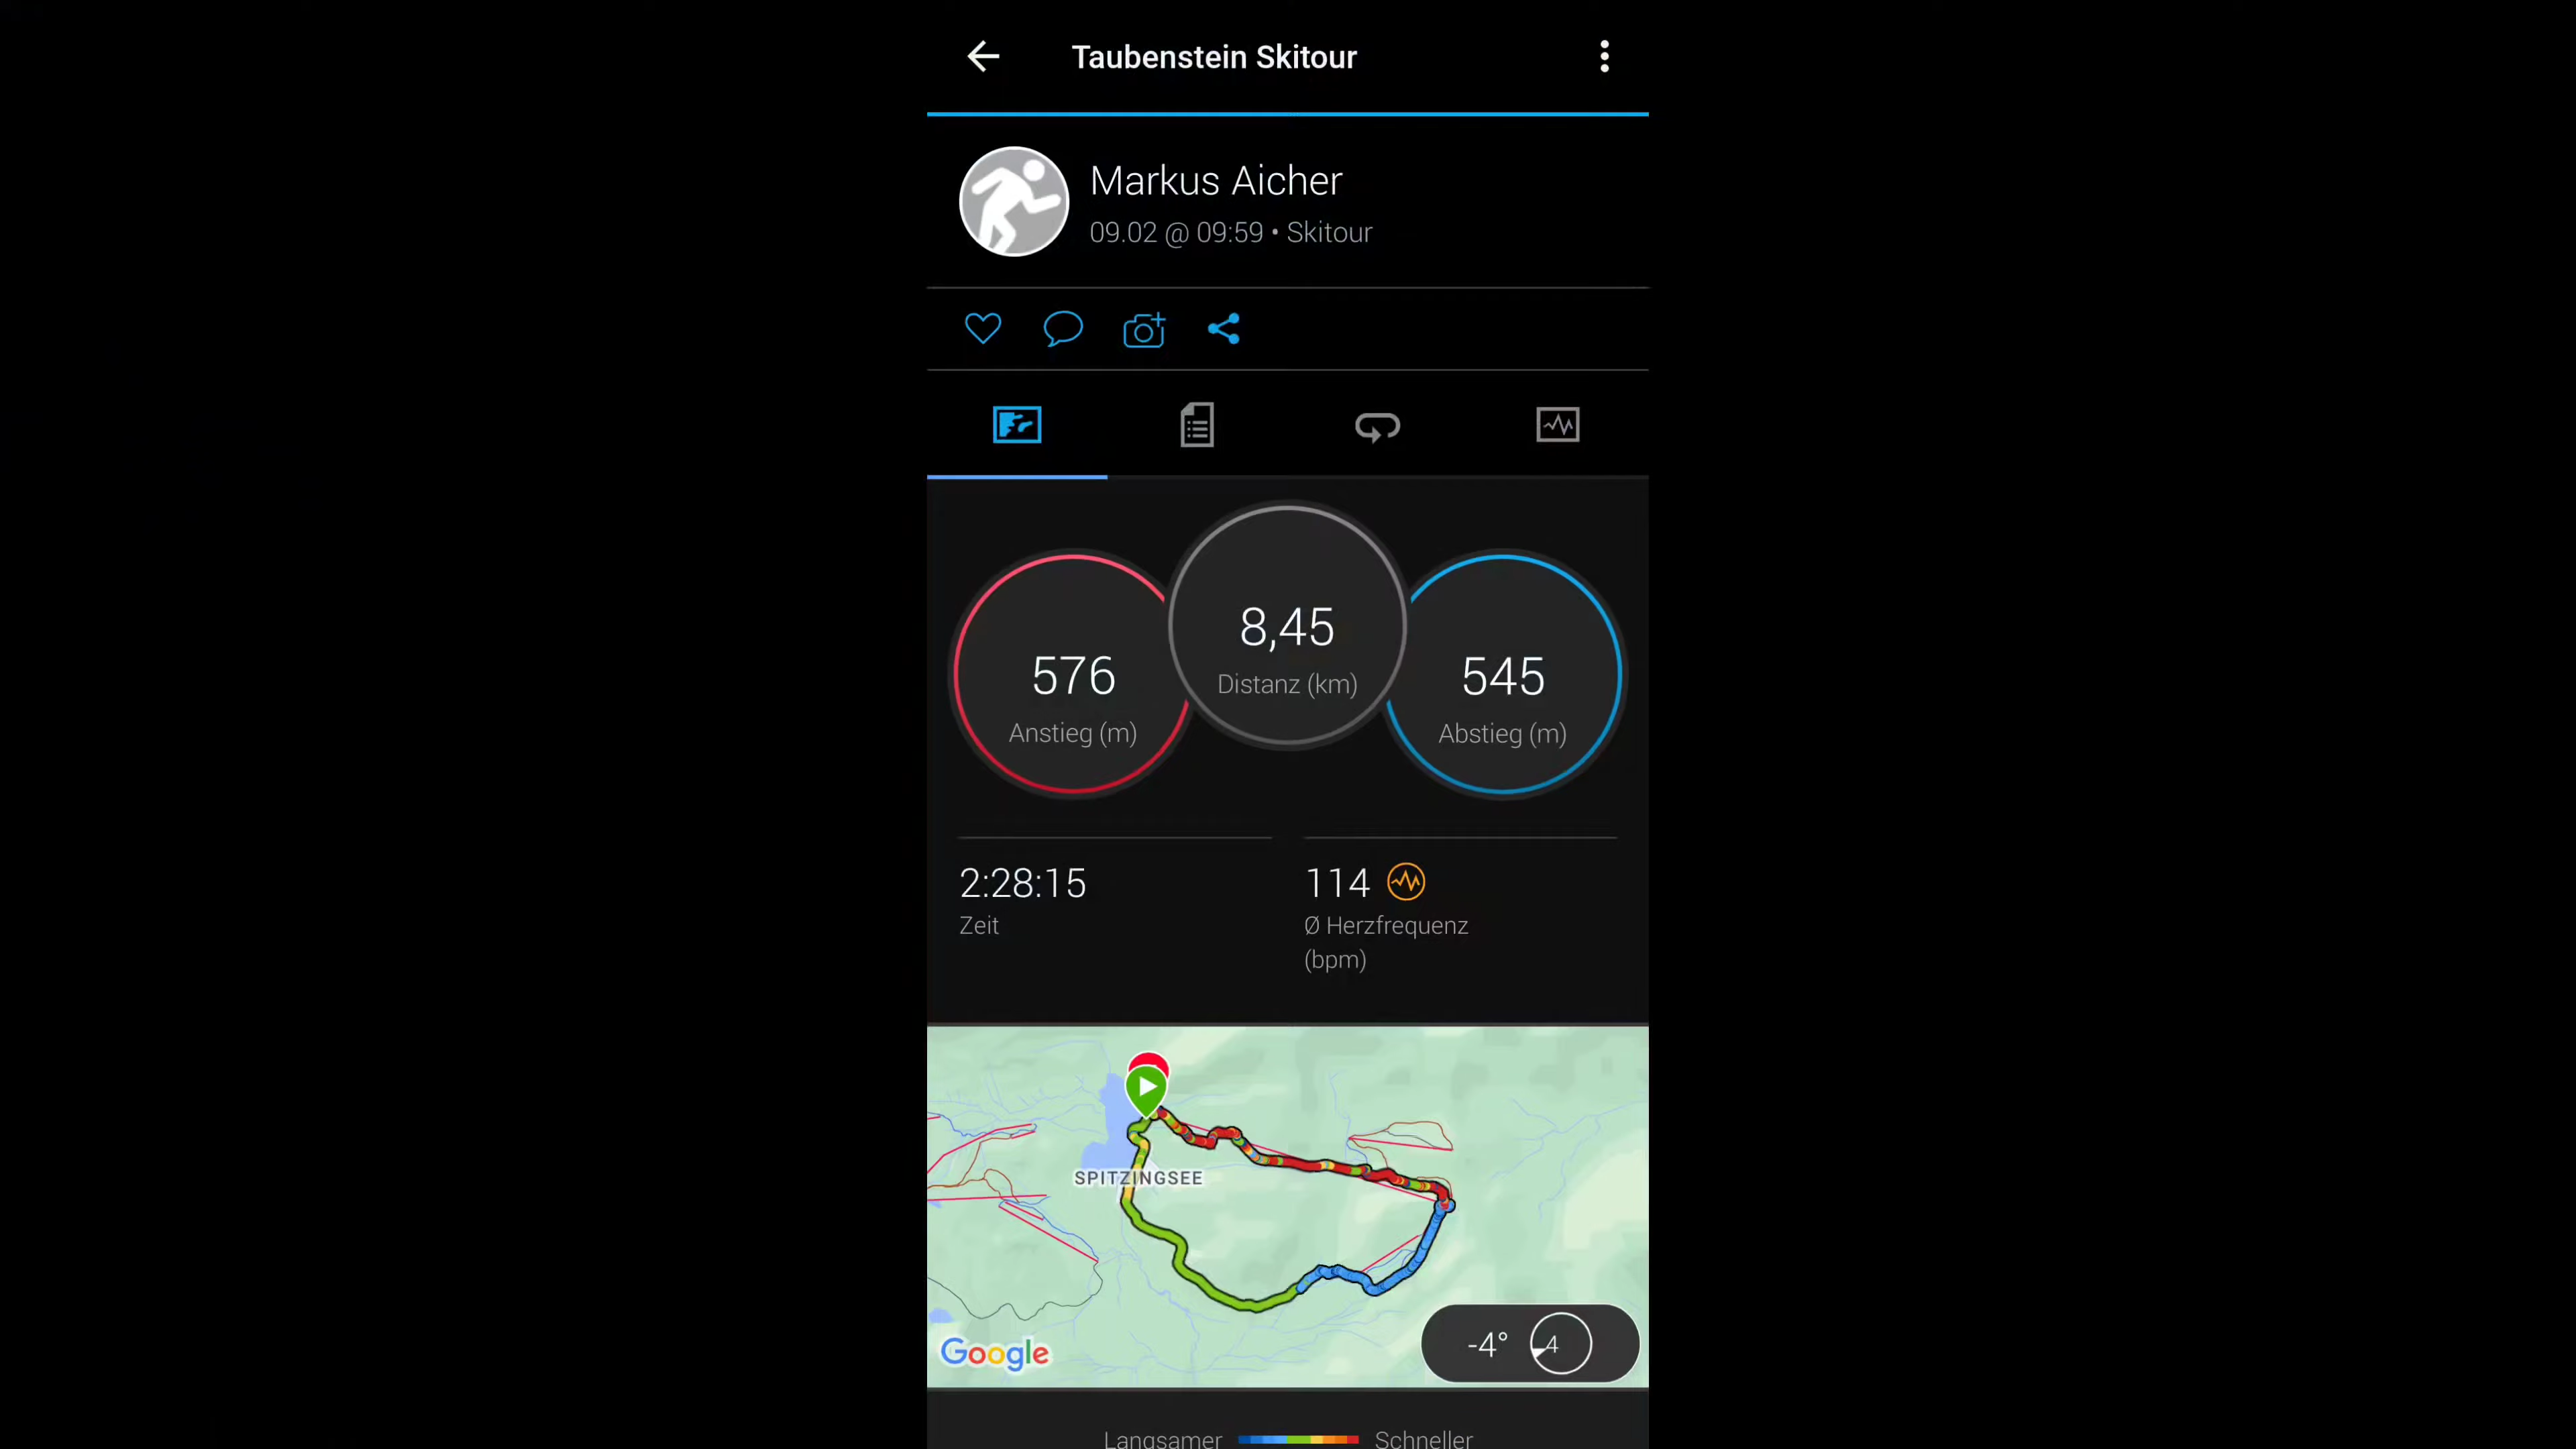 Taubenstein Skitour
Markus Aicher
09.02 @ 09:59 • Skitour
8,45
Distanz (km)
576
Anstieg (m)
545
Abstieg (m)
2:28:15
Zeit
114
Ø Herzfrequenz
(bpm)
SPITZINGSEE
Google
-4° 4
Langsamer Schneller